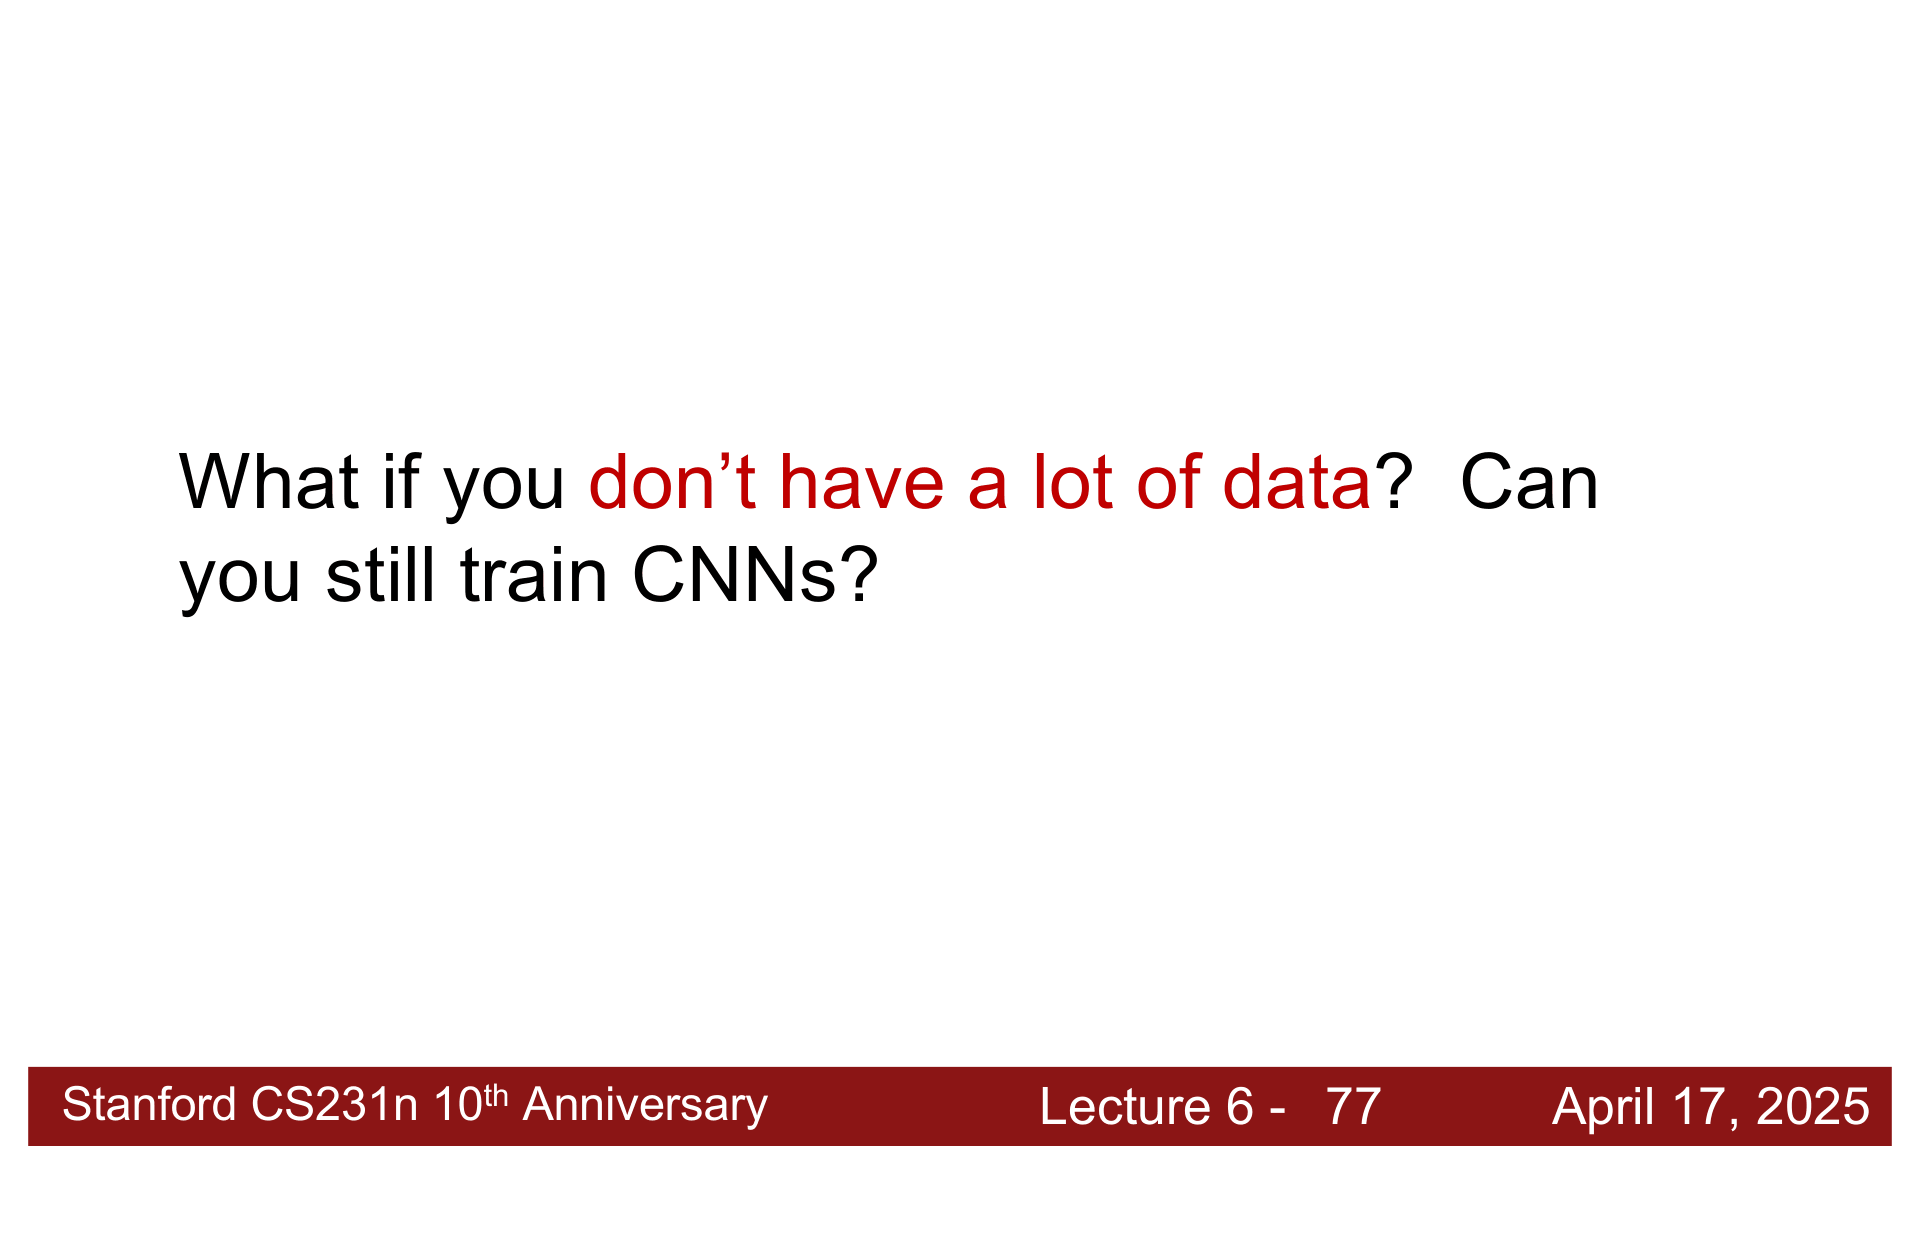 What if you don’t have a lot of data?  Can
you still train CNNs?
Stanford CS231n 10th Anniversary
Lecture 6 - 77
April 17, 2025